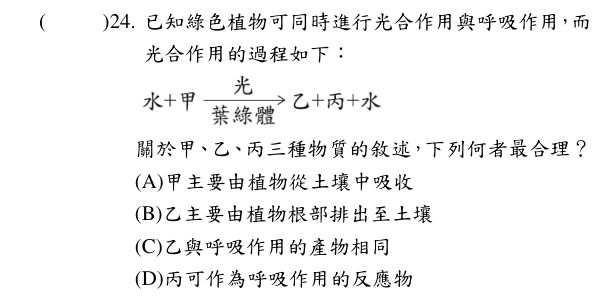 (　　)24. 已知綠色植物可同時進行光合作用與呼吸作用，而
光合作用的過程如下：
光
水+甲 → 乙+丙+水
葉綠體
關於甲、乙、丙三種物質的敘述，下列何者最合理？
(A)甲主要由植物從土壤中吸收
(B)乙主要由植物根部排出至土壤
(C)乙與呼吸作用的產物相同
(D)丙可作為呼吸作用的反應物